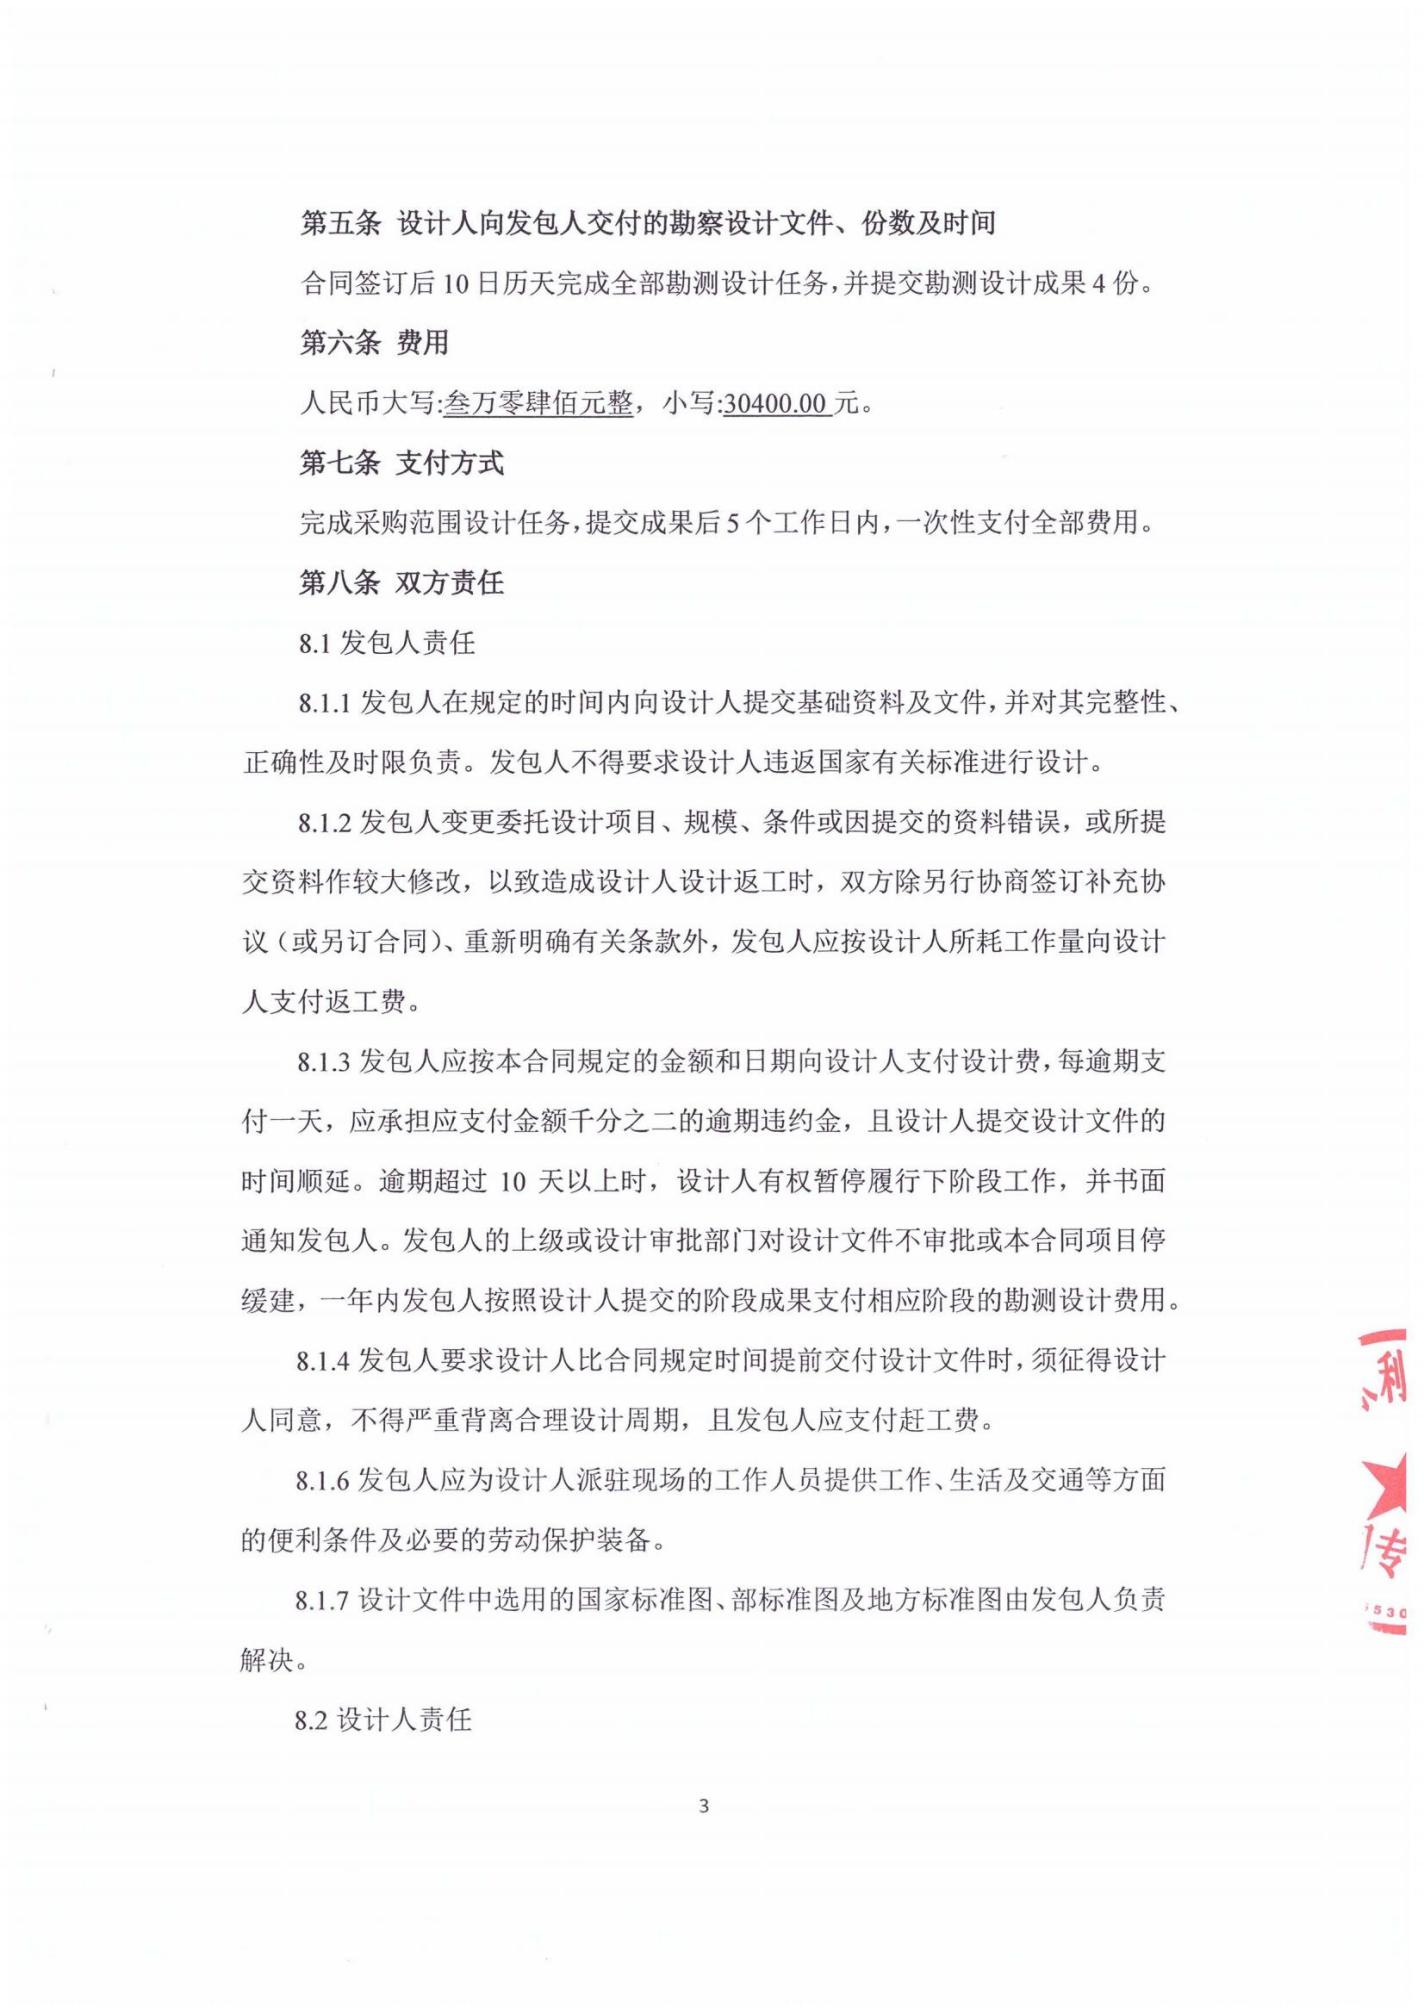 第五条 设计人向发包人交付的勘察设计文件、份数及时间
合同签订后 10 日历天完成全部勘测设计任务，并提交勘测设计成果 4 份。
第六条 费用
人民币大写:叁万零肆佰元整，小写:30400.00 元。
第七条 支付方式
完成采购范围设计任务，提交成果后 5 个工作日内，一次性支付全部费用。
第八条 双方责任
8.1 发包人责任
8.1.1 发包人在规定的时间内向设计人提交基础资料及文件，并对其完整性、
正确性及时限负责。发包人不得要求设计人违返国家有关标准进行设计。
8.1.2 发包人变更委托设计项目、规模、条件或因提交的资料错误，或所提
交资料作较大修改，以致造成设计人设计返工时，双方除另行协商签订补充协
议（或另订合同）、重新明确有关条款外，发包人应按设计人所耗工作量向设计
人支付返工费。
8.1.3 发包人应按本合同规定的金额和日期向设计人支付设计费，每逾期支
付一天，应承担应支付金额千分之二的逾期违约金，且设计人提交设计文件的
时间顺延。逾期超过 10 天以上时，设计人有权暂停履行下阶段工作，并书面
通知发包人。发包人的上级或设计审批部门对设计文件不审批或本合同项目停
缓建，一年内发包人按照设计人提交的阶段成果支付相应阶段的勘测设计费用。
8.1.4 发包人要求设计人比合同规定时间提前交付设计文件时，须征得设计
人同意，不得严重背离合理设计周期，且发包人应支付赶工费。
8.1.6 发包人应为设计人派驻现场的工作人员提供工作、生活及交通等方面
的便利条件及必要的劳动保护装备。
8.1.7 设计文件中选用的国家标准图、部标准图及地方标准图由发包人负责
解决。
8.2 设计人责任
3
利
专
530